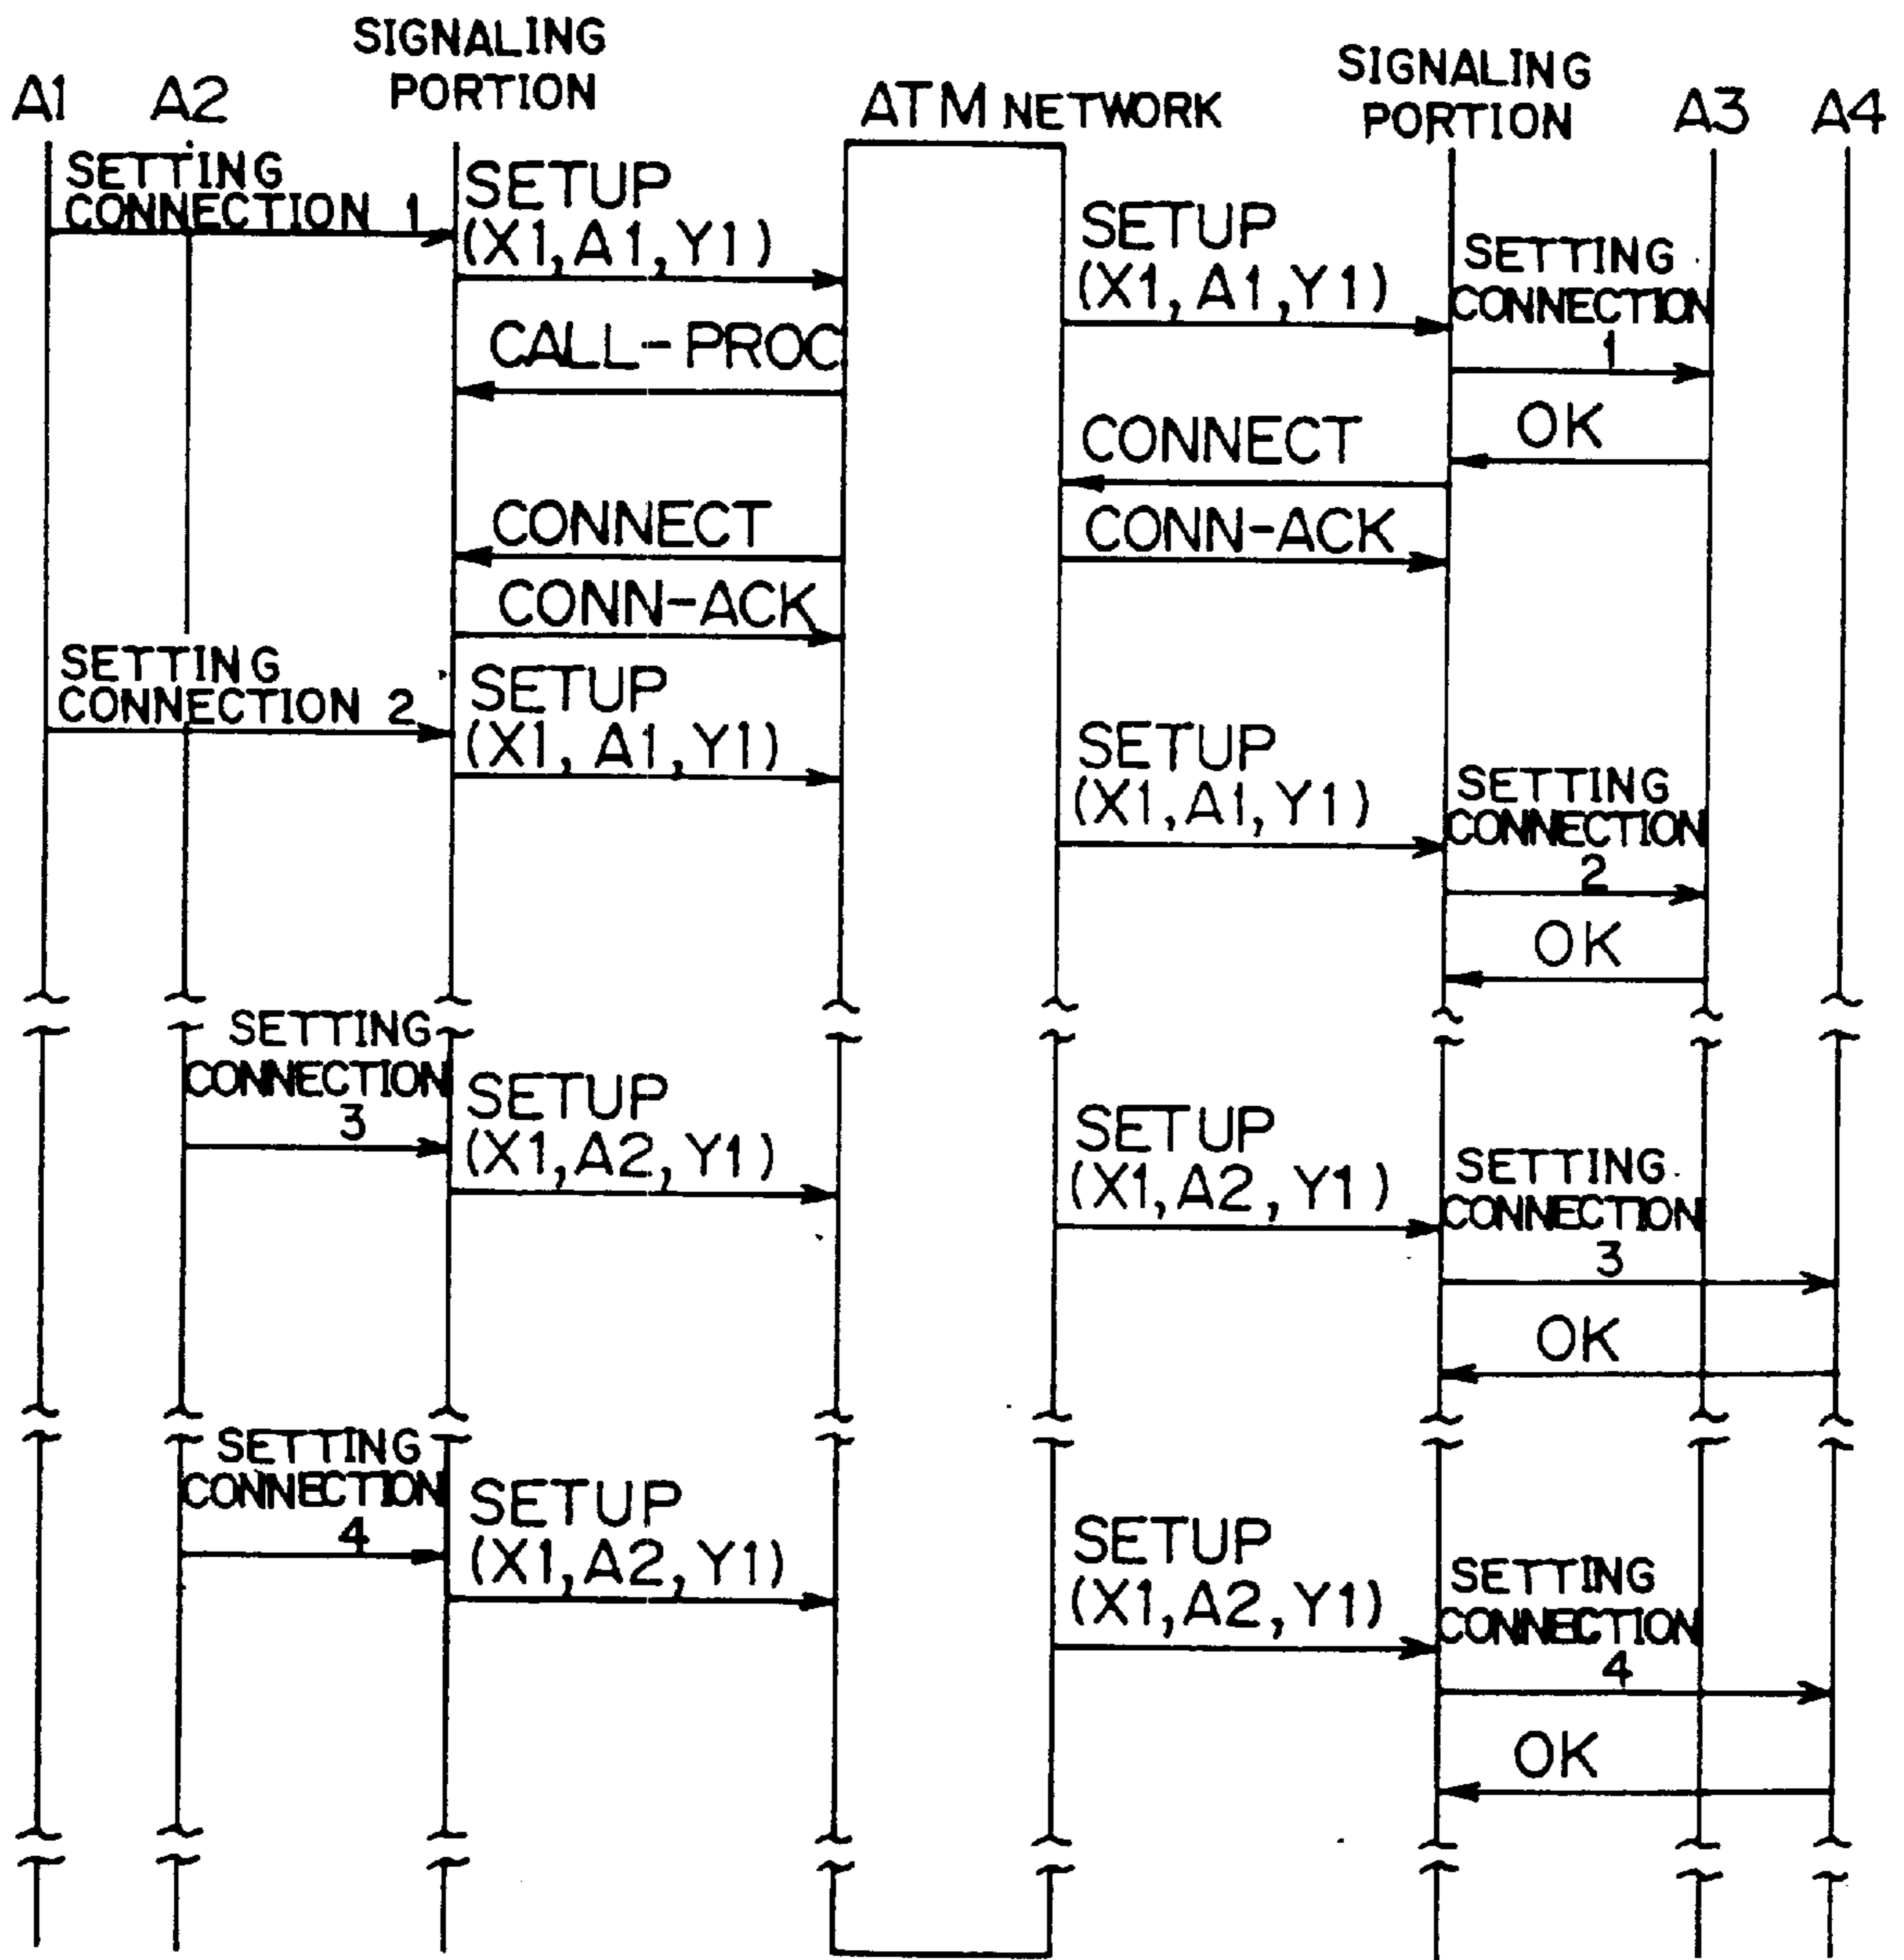 A1
A2
SIGNALING
PORTION
ATM NETWORK
SIGNALING
PORTION
A3
A4
SETTING
CONNECTION 1
SETUP
(X1, A1, Y1)
SETUP
(X1, A1, Y1)
SETTING
CONNECTION
1
CALL-PROC
OK
CONNECT
CONNECT
CONN-ACK
CONN-ACK
SETTING
CONNECTION 2
SETUP
(X1, A1, Y1)
SETUP
(X1, A1, Y1)
SETTING
CONNECTION
2
OK
SETTING
CONNECTION
3
SETUP
(X1, A2, Y1)
SETUP
(X1, A2, Y1)
SETTING
CONNECTION
3
OK
SETTING
CONNECTION
4
SETUP
(X1, A2, Y1)
SETUP
(X1, A2, Y1)
SETTING
CONNECTION
4
OK